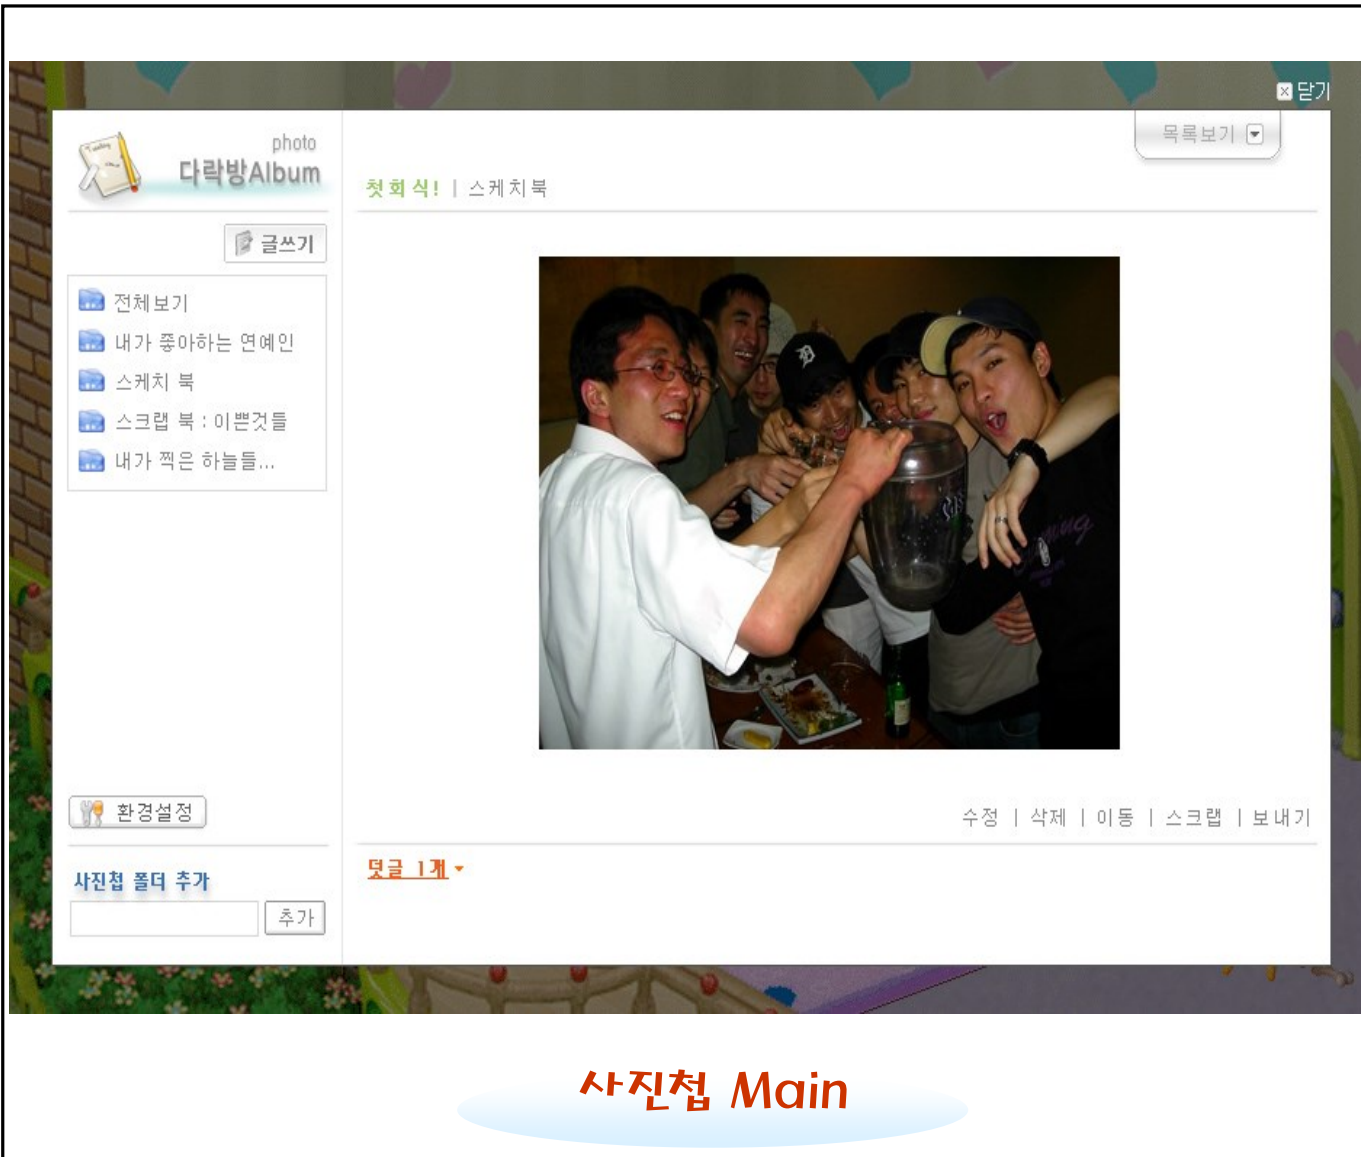 닫기
목록보기
photo
다락방Album
첫회식! | 스케치북
글쓰기
전체보기
내가 좋아하는 연예인
스케치 북
스크랩 북 : 이쁜것들
내가 찍은 하늘들...
환경설정
수정 | 삭제 | 이동 | 스크랩 | 보내기
사진첩 폴더 추가
추가
덧글 1개
사진첩 Main